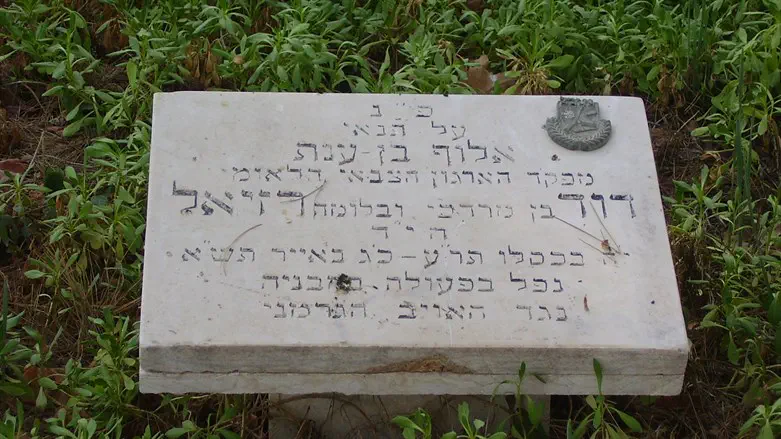 פ״נ
על תנאי
אלוף בן-ענת
מפקד הארגון הצבאי הלאומי
דוד בן מרדכי ובלומה רזיאל
הי״ד
בכסלו תר״ע – כ״ג באייר תש״א
נפל בפעולה בחבניה
נגד האויב הגרמני